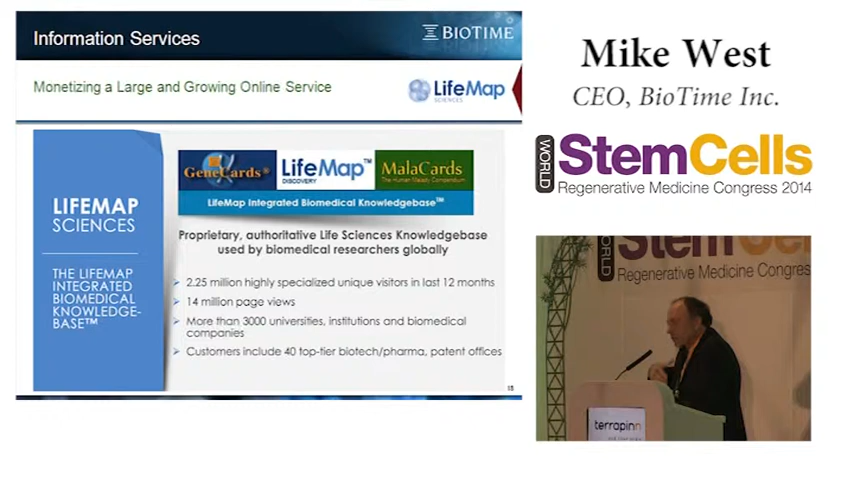 Information Services
BIOTIME
Monetizing a Large and Growing Online Service
LifeMap
SCIENCES
LIFEMAP
SCIENCES
THE LIFEMAP
INTEGRATED
BIOMEDICAL
KNOWLEDGE-
BASE™
GeneCards®
LifeMap™
DISCOVERY
MalaCards
The Human Malady Compendium
LifeMap Integrated Biomedical Knowledgebase™
Proprietary, authoritative Life Sciences Knowledgebase
used by biomedical researchers globally
2.25 million highly specialized unique visitors in last 12 months
14 million page views
More than 3000 universities, institutions and biomedical
companies
Customers include 40 top-tier biotech/pharma, patent offices
Mike West
CEO, BioTime Inc.
WORLD
StemCells
Regenerative Medicine Congress 2014
WORLD
StemCells
Regenerative Medicine Congress
terrapinn